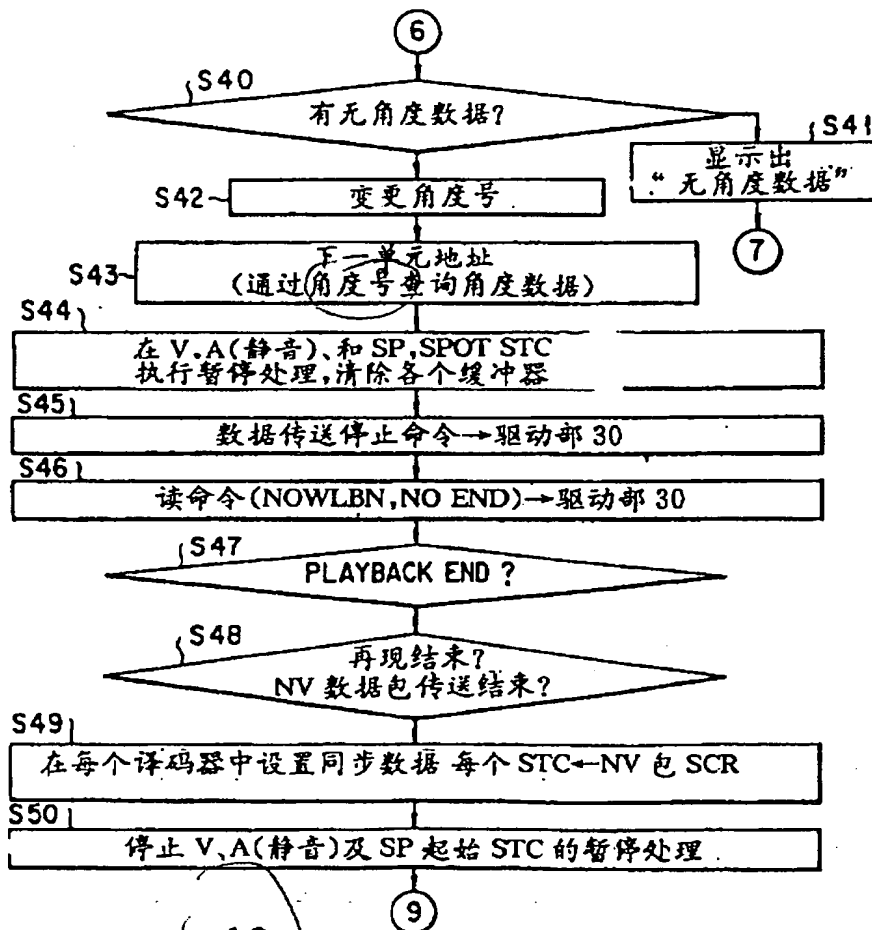 6
S40
有无角度数据?
S41
显示出
“无角度数据”
S42
变更角度号
7
下一单元地址
S43
(通过角度号查询角度数据)
S44
在 V.A(静音)、和 SP,SPOT STC
执行暂停处理,清除各个缓冲器
S45
数据传送停止命令→驱动部 30
S46
读命令(NOWLBN,NO END)→驱动部 30
S47
PLAYBACK END ?
S48
再现结束?
NV 数据包传送结束?
S49
在每个译码器中设置同步数据 每个 STC←NV 包 SCR
S50
停止 V、A(静音)及 SP 起始 STC 的暂停处理
9